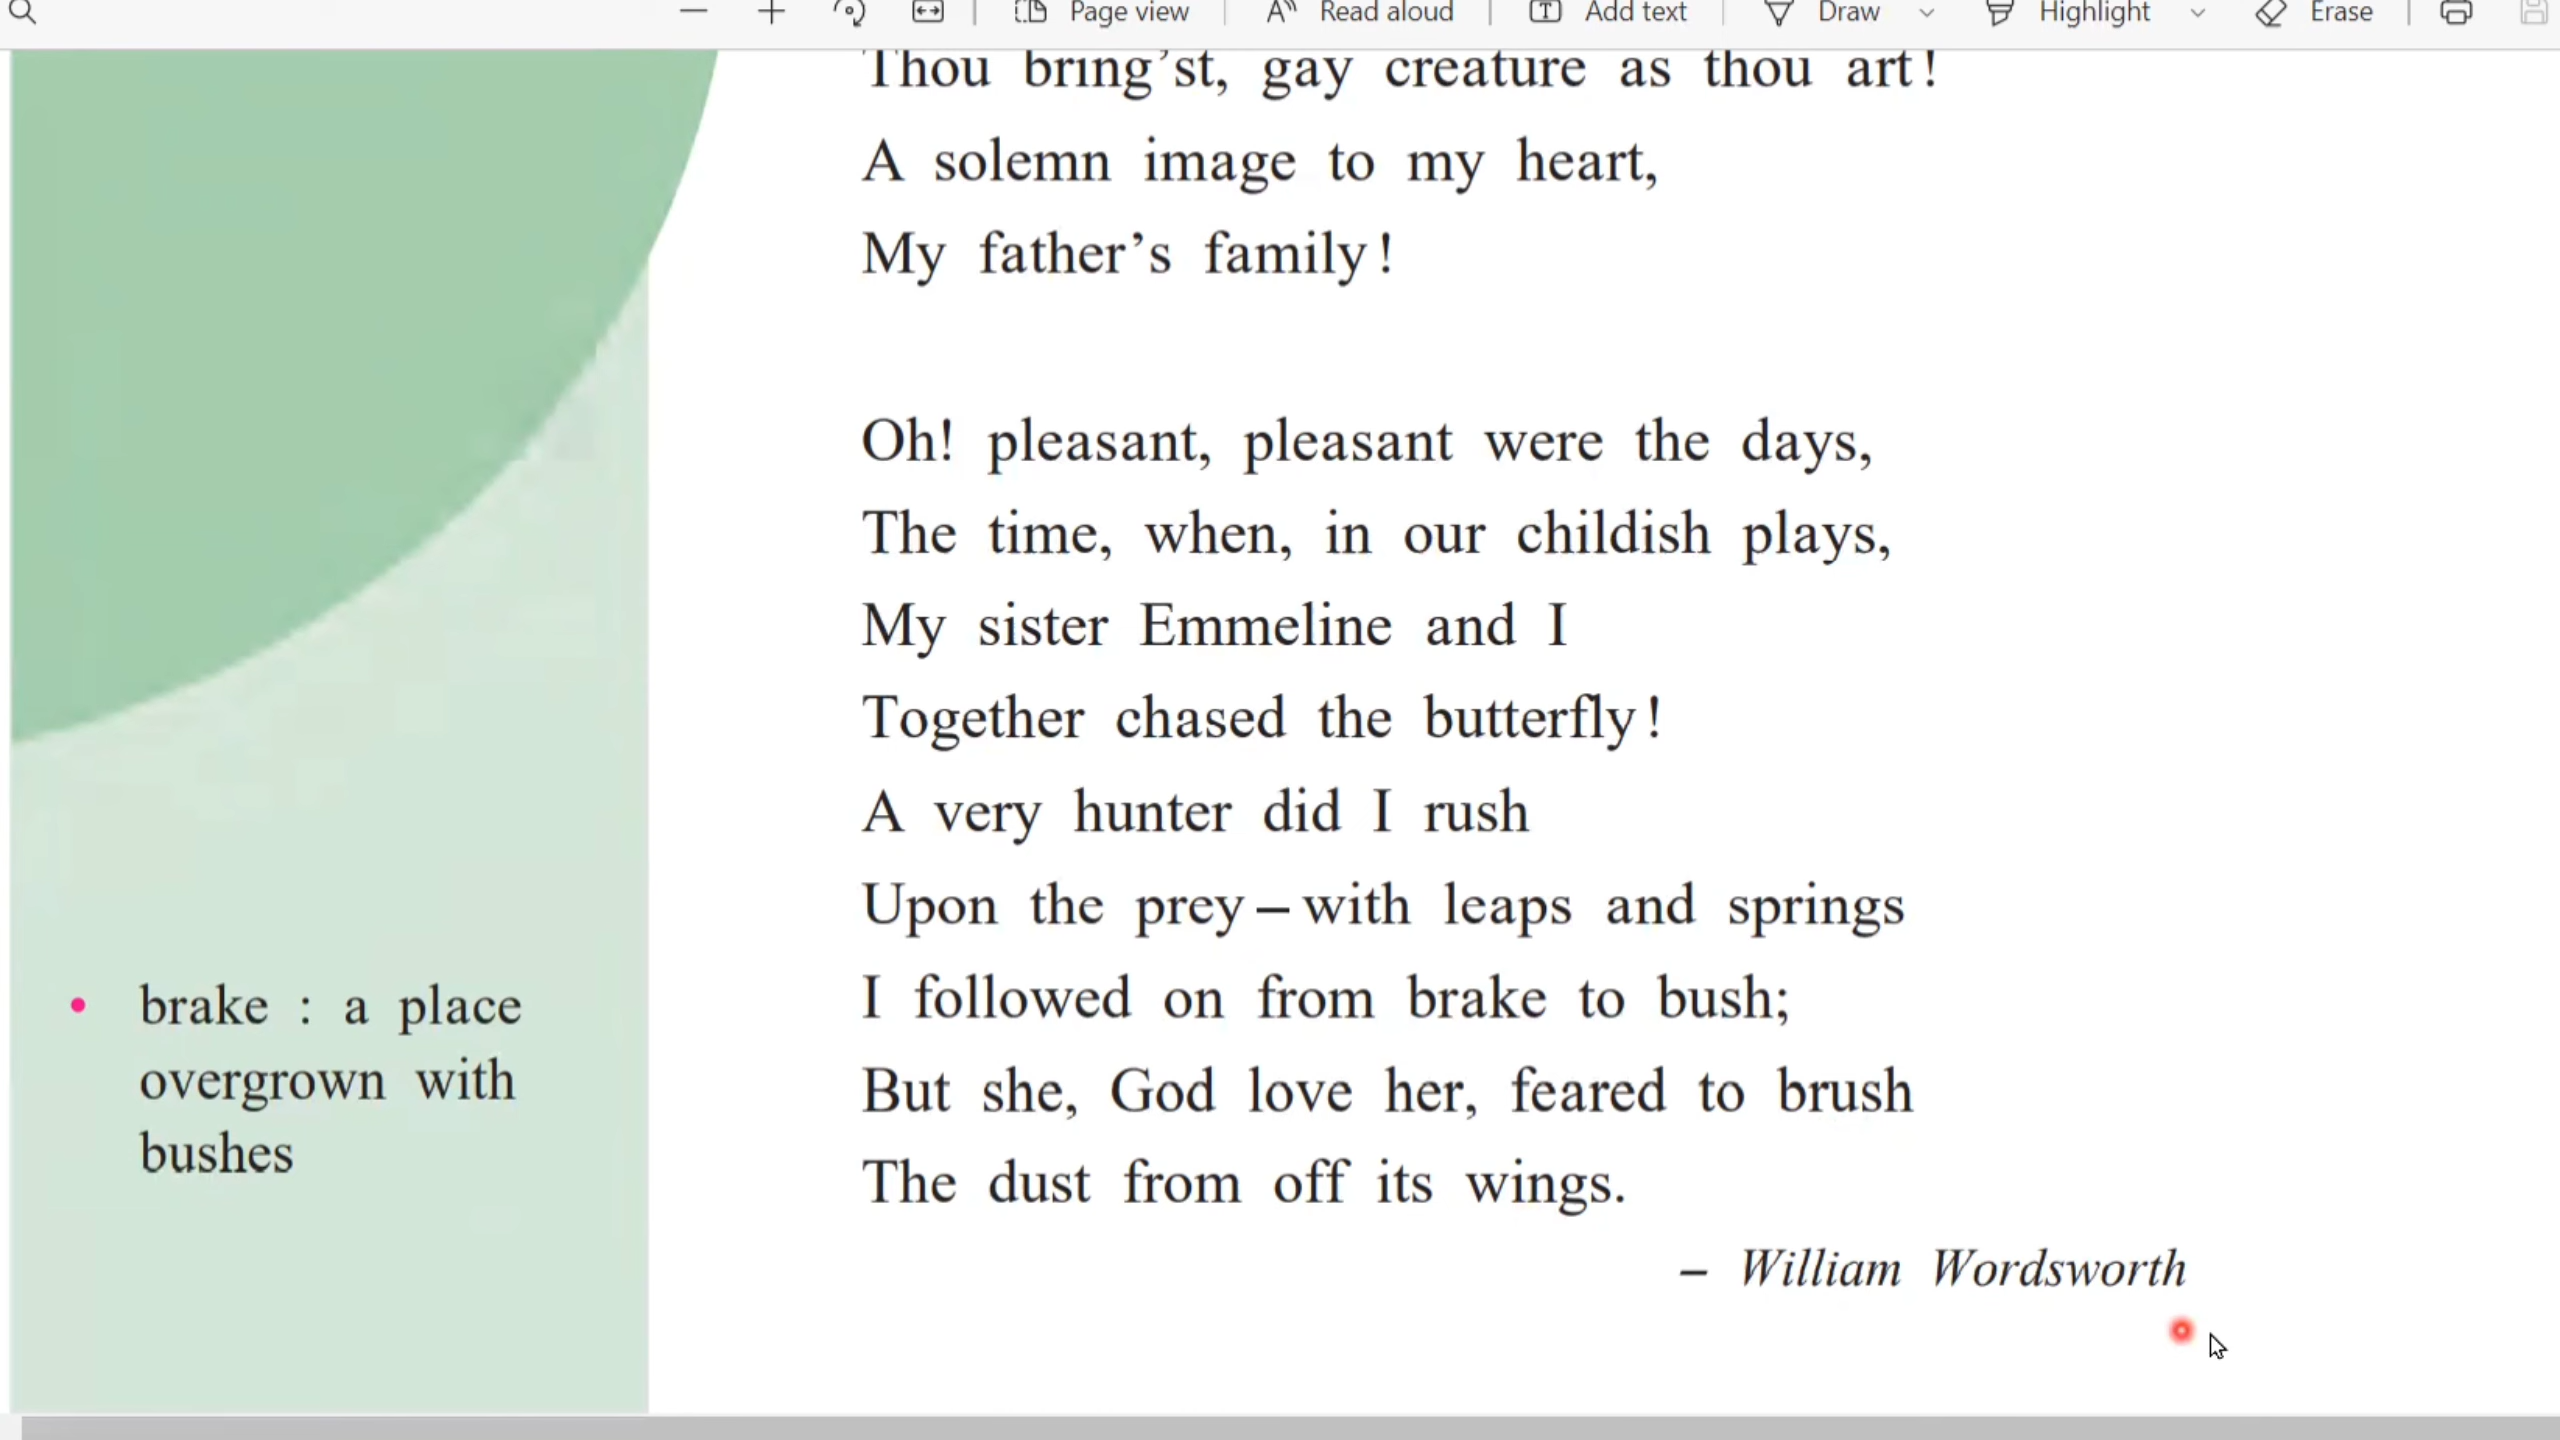 Page view
Read aloud
Add text
Draw
Highlight
Erase
Thou bring’st, gay creature as thou art!
A solemn image to my heart,
My father’s family!
Oh! pleasant, pleasant were the days,
The time, when, in our childish plays,
My sister Emmeline and I
Together chased the butterfly!
A very hunter did I rush
Upon the prey – with leaps and springs
I followed on from brake to bush;
But she, God love her, feared to brush
The dust from off its wings.
– William Wordsworth
• brake : a place
overgrown with
bushes